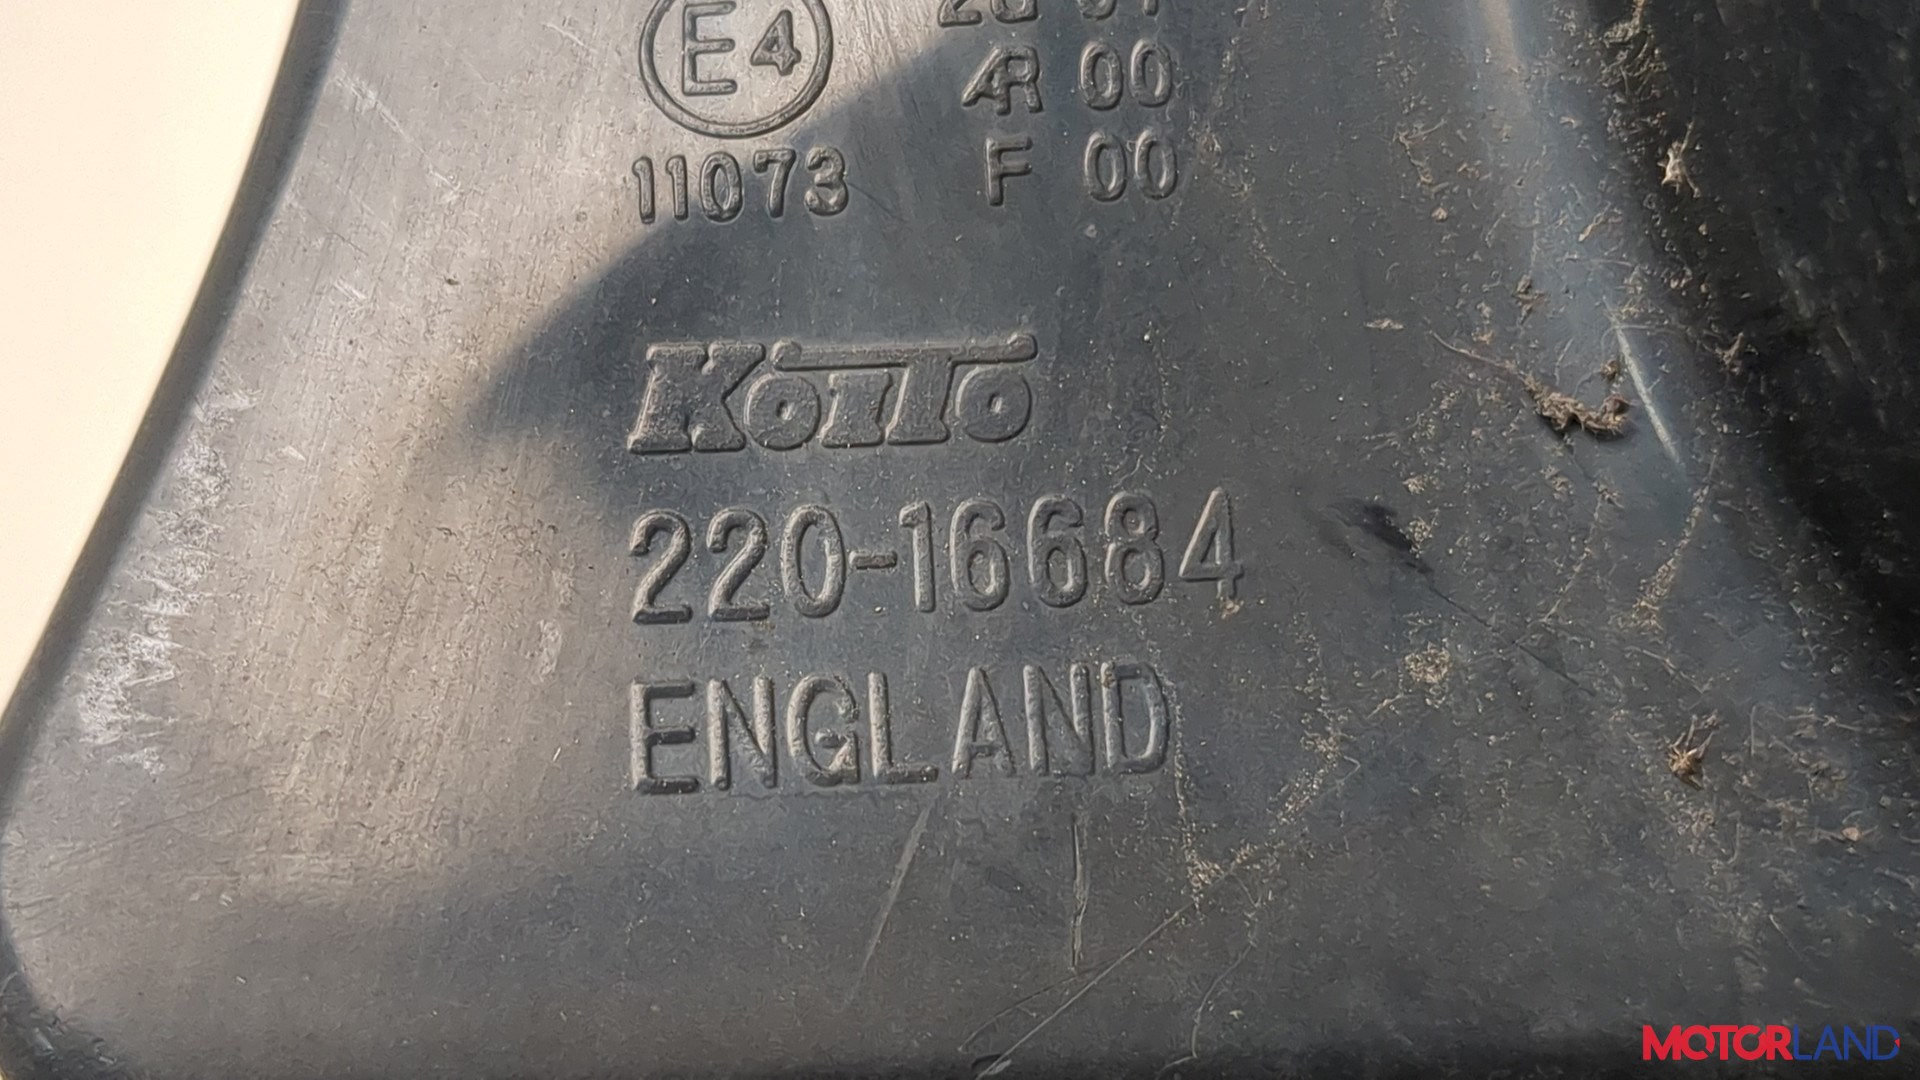 E4
4R 00
11073
F 00
KOITO
220-16684
ENGLAND
MOTORLAND